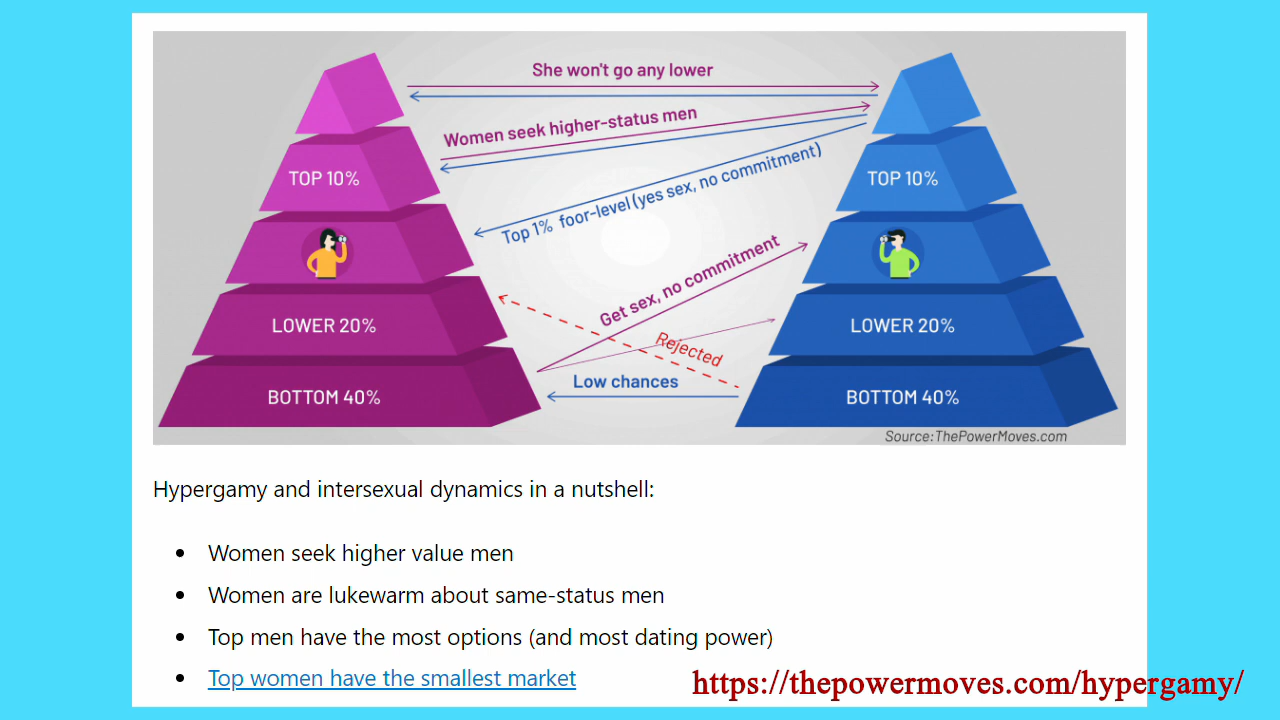 She won't go any lower
Women seek higher-status men
TOP 10%
TOP 10%
Top 1% foor-level (yes sex, no commitment)
Get sex, no commitment
LOWER 20%
LOWER 20%
Rejected
Low chances
BOTTOM 40%
BOTTOM 40%
Source:ThePowerMoves.com
Hypergamy and intersexual dynamics in a nutshell:
Women seek higher value men
Women are lukewarm about same-status men
Top men have the most options (and most dating power)
Top women have the smallest market
https://thepowermoves.com/hypergamy/